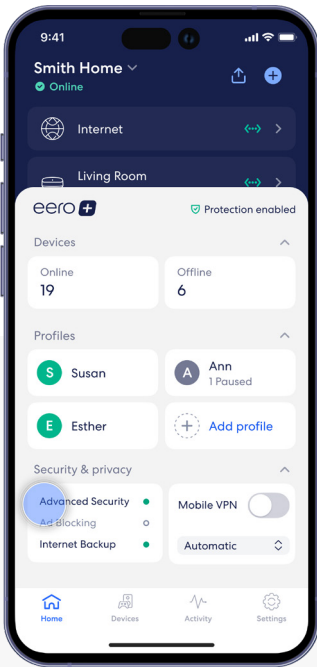 9:41
Smith Home
Online
Internet
Living Room
eero
Protection enabled
Devices
Online
19
Offline
6
Profiles
S Susan
A Ann
1 Paused
E Esther
Add profile
Security & privacy
Advanced Security
Ad Blocking
Internet Backup
Mobile VPN
Automatic
Home
Devices
Activity
Settings